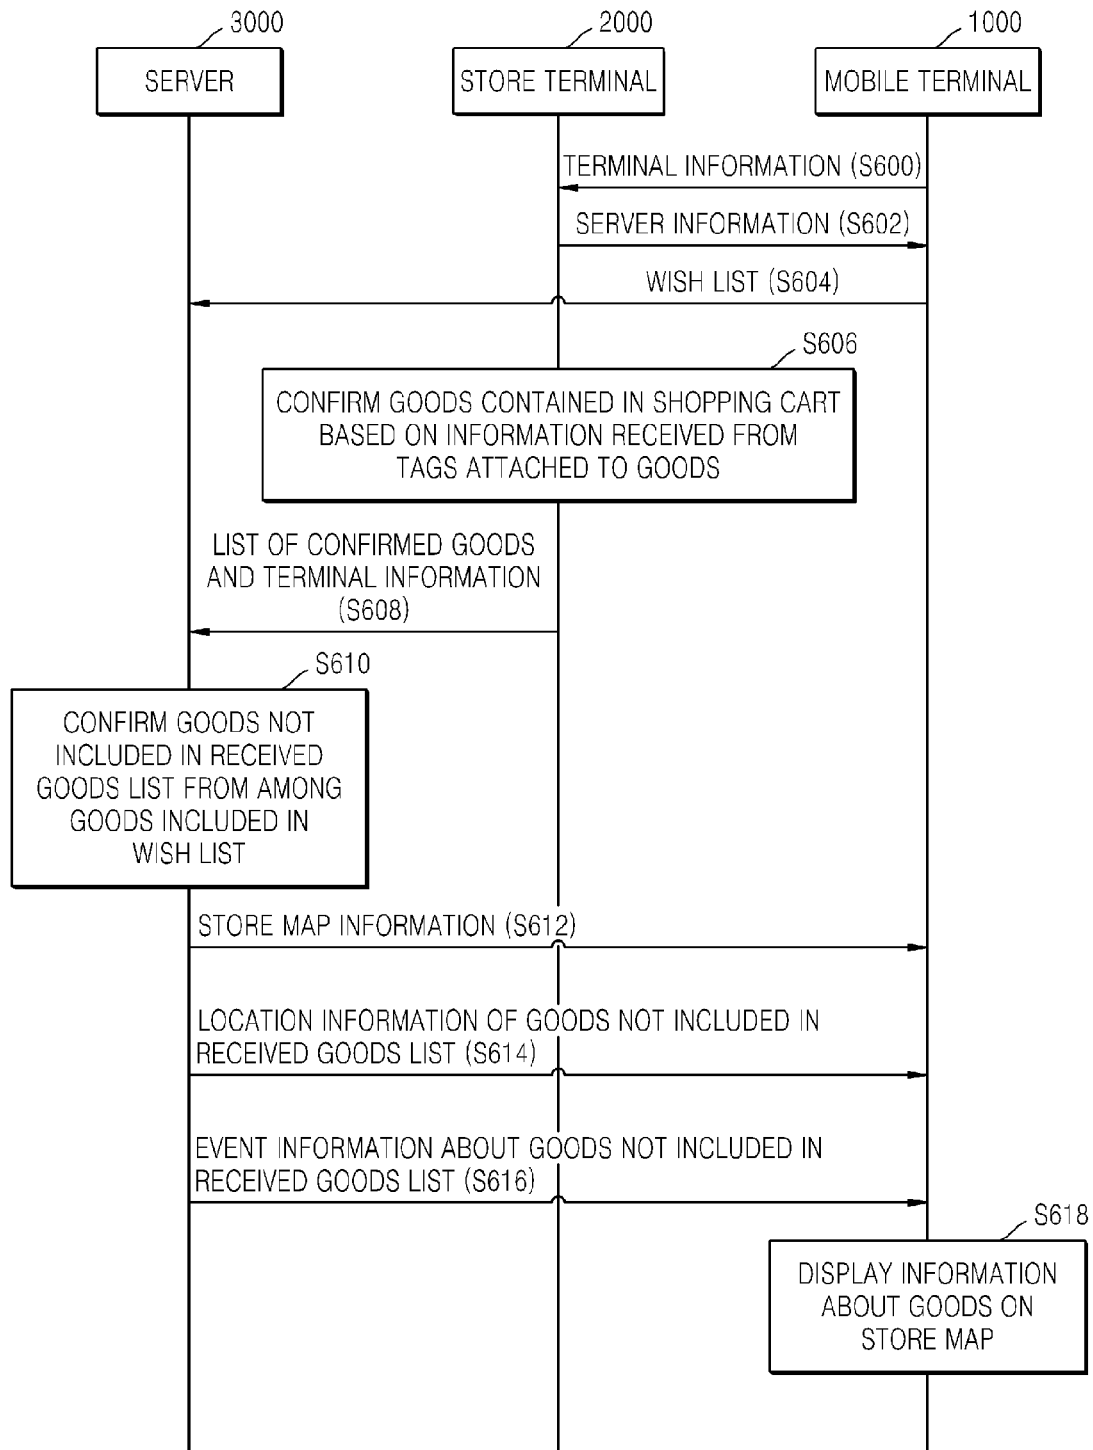 3000
2000
1000
SERVER
STORE TERMINAL
MOBILE TERMINAL
TERMINAL INFORMATION (S600)
SERVER INFORMATION (S602)
WISH LIST (S604)
S606
CONFIRM GOODS CONTAINED IN SHOPPING CART
BASED ON INFORMATION RECEIVED FROM
TAGS ATTACHED TO GOODS
LIST OF CONFIRMED GOODS
AND TERMINAL INFORMATION
(S608)
S610
CONFIRM GOODS NOT
INCLUDED IN RECEIVED
GOODS LIST FROM AMONG
GOODS INCLUDED IN
WISH LIST
STORE MAP INFORMATION (S612)
LOCATION INFORMATION OF GOODS NOT INCLUDED IN
RECEIVED GOODS LIST (S614)
EVENT INFORMATION ABOUT GOODS NOT INCLUDED IN
RECEIVED GOODS LIST (S616)
S618
DISPLAY INFORMATION
ABOUT GOODS ON
STORE MAP